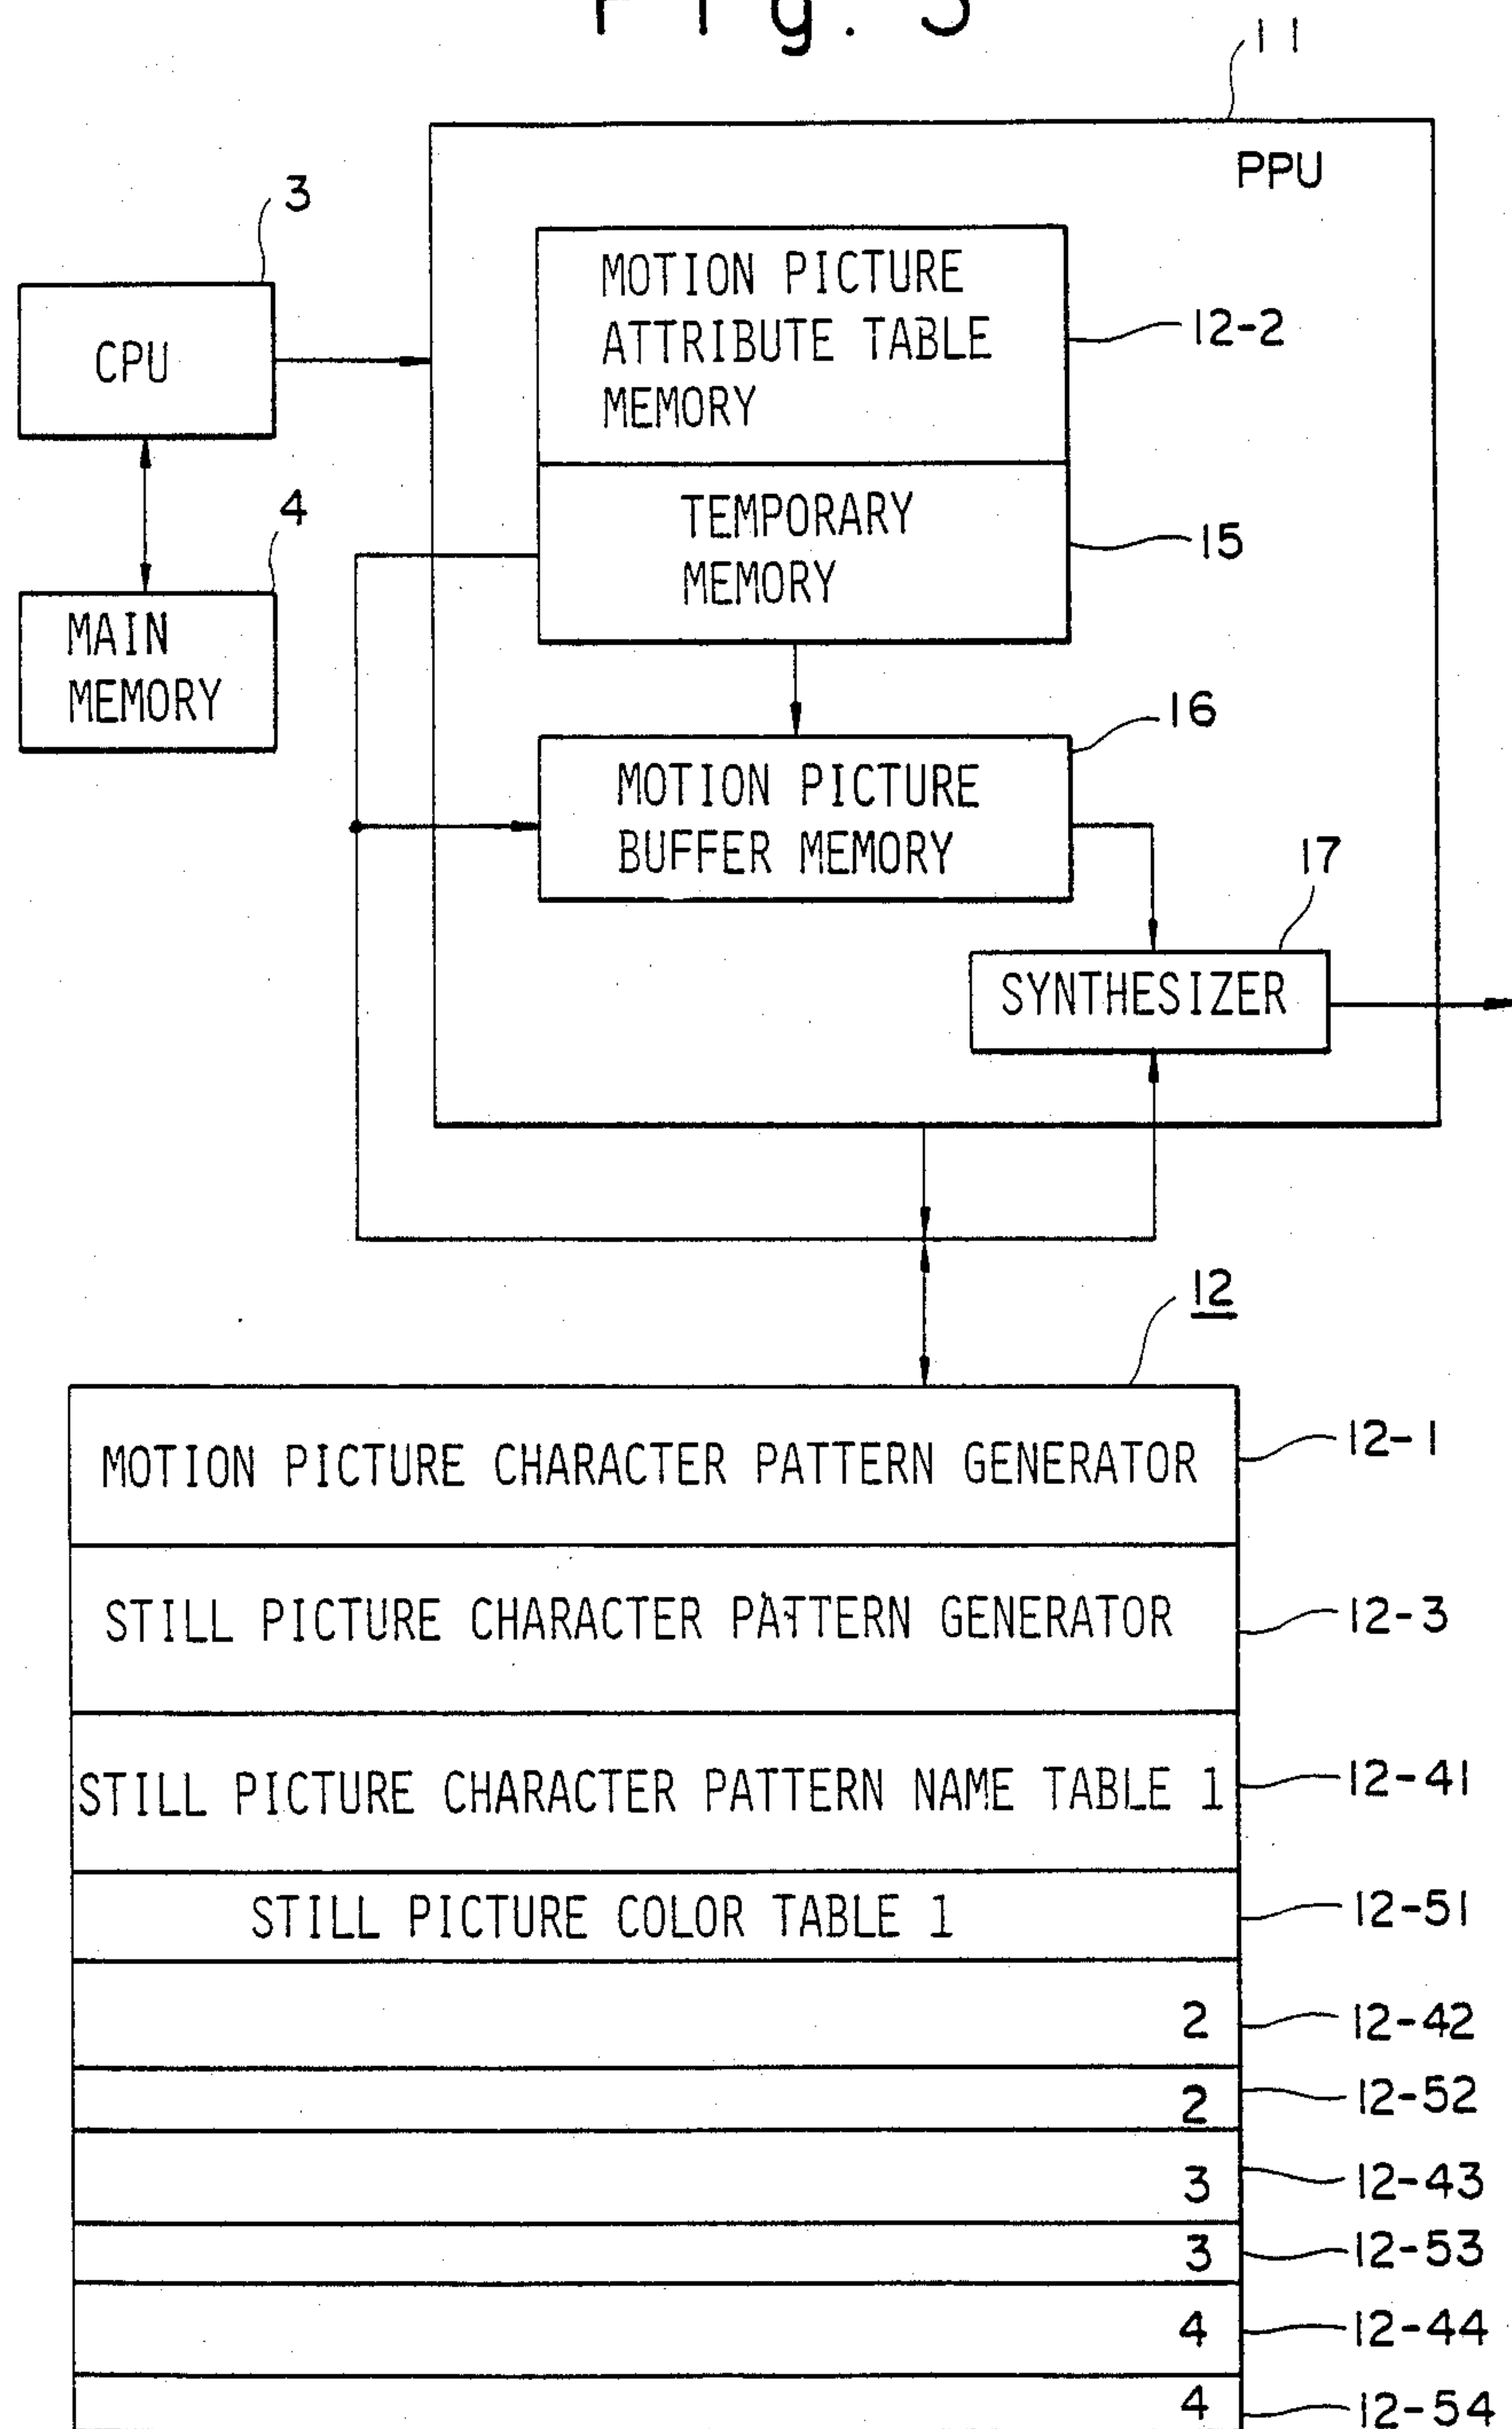 Fig. 3
11
PPU
3
CPU
4
MAIN
MEMORY
MOTION PICTURE
ATTRIBUTE TABLE
MEMORY
12-2
TEMPORARY
MEMORY
15
16
MOTION PICTURE
BUFFER MEMORY
17
SYNTHESIZER
12
MOTION PICTURE CHARACTER PATTERN GENERATOR
12-1
STILL PICTURE CHARACTER PATTERN GENERATOR
12-3
STILL PICTURE CHARACTER PATTERN NAME TABLE 1
12-41
STILL PICTURE COLOR TABLE 1
12-51
2
12-42
2
12-52
3
12-43
3
12-53
4
12-44
4
12-54